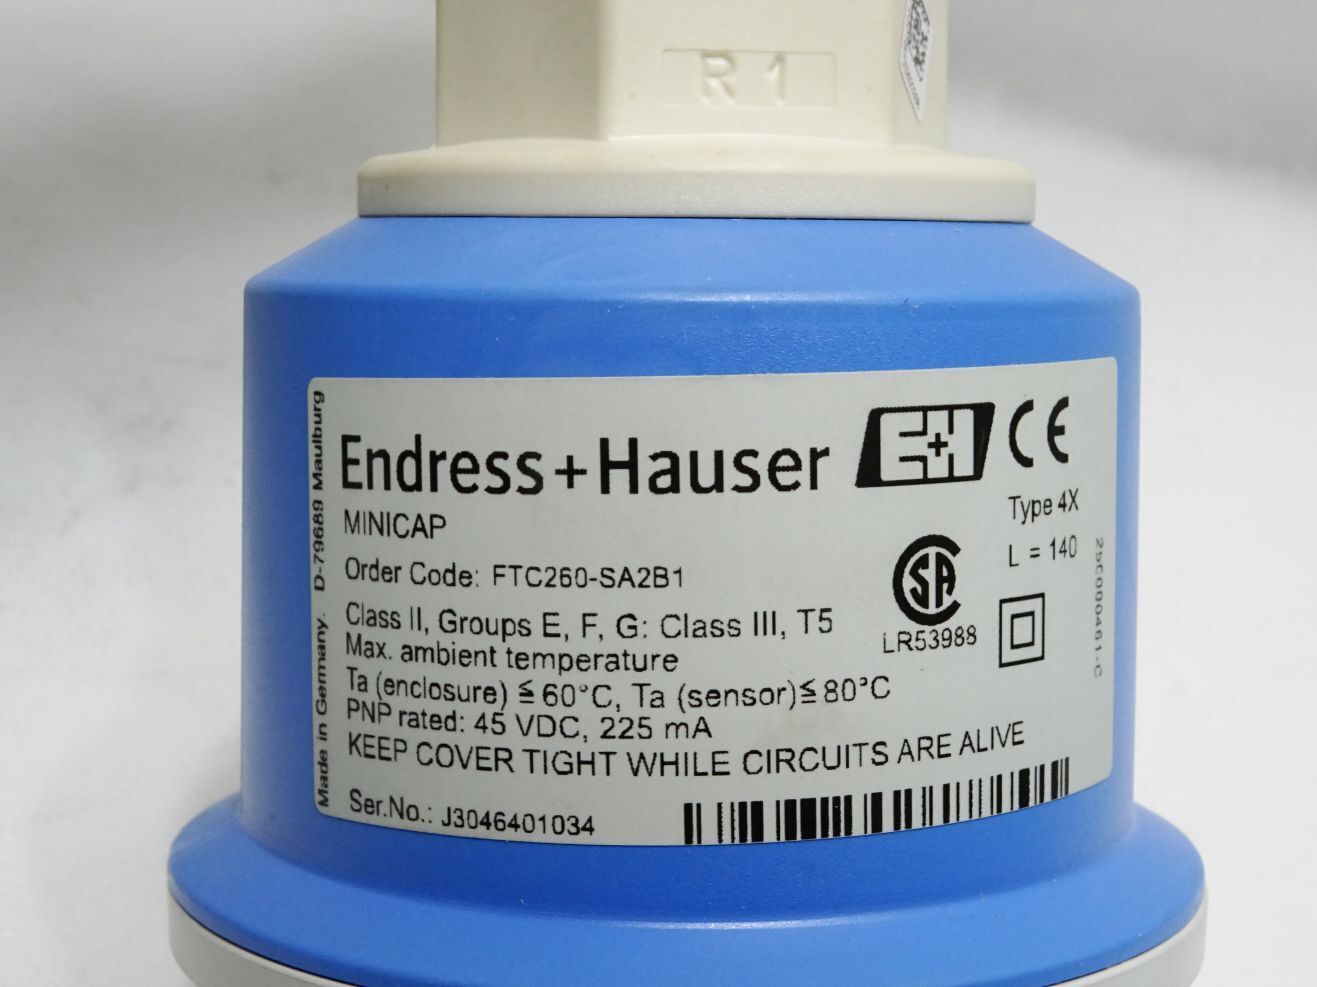 R 1
Endress+Hauser E+H CE
MINICAP
Type 4X
L = 140
Order Code: FTC260-SA2B1
Class II, Groups E, F, G: Class III, T5
SA
LR53988
Max. ambient temperature
Ta (enclosure) ≦ 60°C, Ta (sensor) ≦ 80°C
PNP rated: 45 VDC, 225 mA
KEEP COVER TIGHT WHILE CIRCUITS ARE ALIVE
Ser.No.: J3046401034
Made in Germany. D-79689 Maulburg